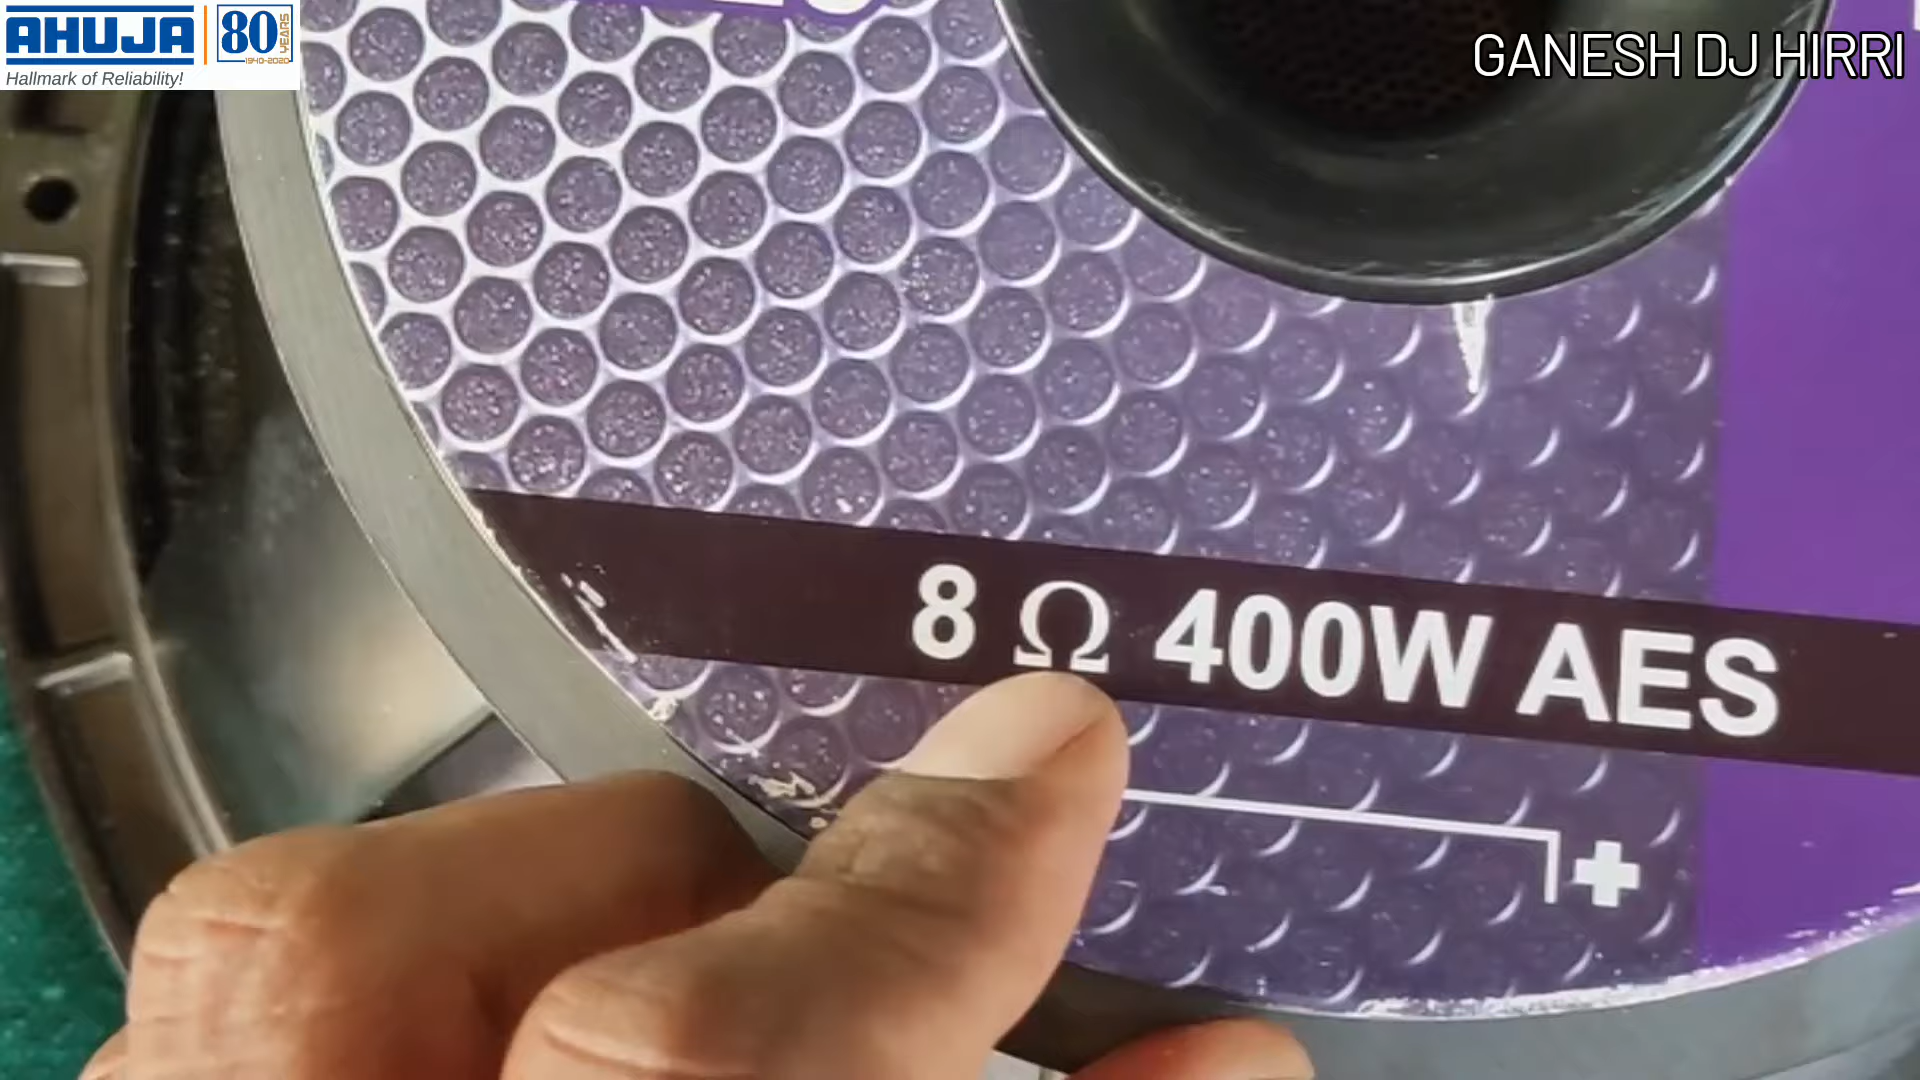 AHUJA 80 YEARS
1940-2020
Hallmark of Reliability!
GANESH DJ HIRRI
8 Ω 400W AES
+